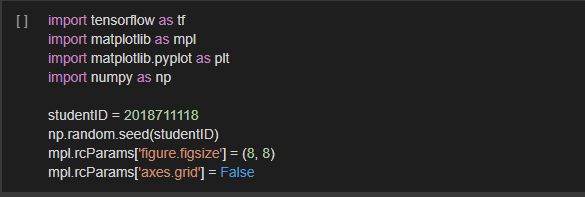 [ ] import tensorflow as tf
import matplotlib as mpl
import matplotlib.pyplot as plt
import numpy as np
studentID = 2018711118
np.random.seed(studentID)
mpl.rcParams['figure.figsize'] = (8, 8)
mpl.rcParams['axes.grid'] = False